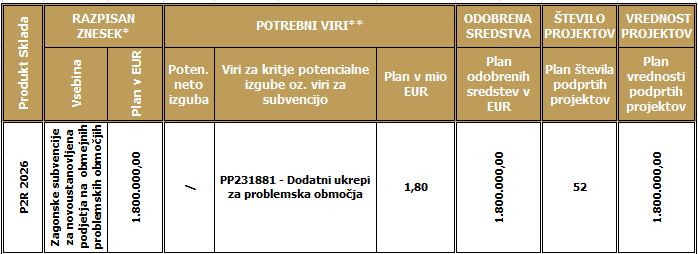 Produkt Sklada
RAZPISAN
ZNESEK*
Vsebina
Plan v EUR
POTREBNI VIRI**
Poten.
neto
izguba
Viri za kritje potencialne
izgube oz. viri za
subvencijo
Plan v mio
EUR
ODOBRENA
SREDSTVA
Plan
odobrenih
sredstev v
EUR
ŠTEVILO
PROJEKTOV
Plan števila
podprtih
projektov
VREDNOST
PROJEKTOV
Plan
vrednosti
podprtih
projektov
P2R 2026
Zagonske subvencije
za novoustanovljena
podjetja na obmejnih
problemskih območjih
1.800.000,00
/
PP231881 - Dodatni ukrepi
za problemska območja
1,80
1.800.000,00
52
1.800.000,00